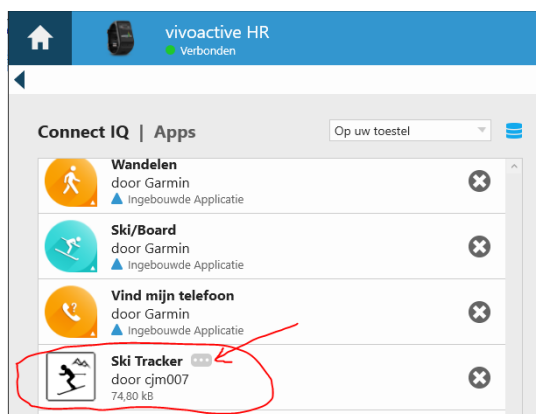 vivoactive HR
Verbonden
Connect IQ | Apps
Op uw toestel
Wandelen
door Garmin
Ingebouwde Applicatie
Ski/Board
door Garmin
Ingebouwde Applicatie
Vind mijn telefoon
door Garmin
Ingebouwde Applicatie
Ski Tracker
door cjm007
74,80 kB